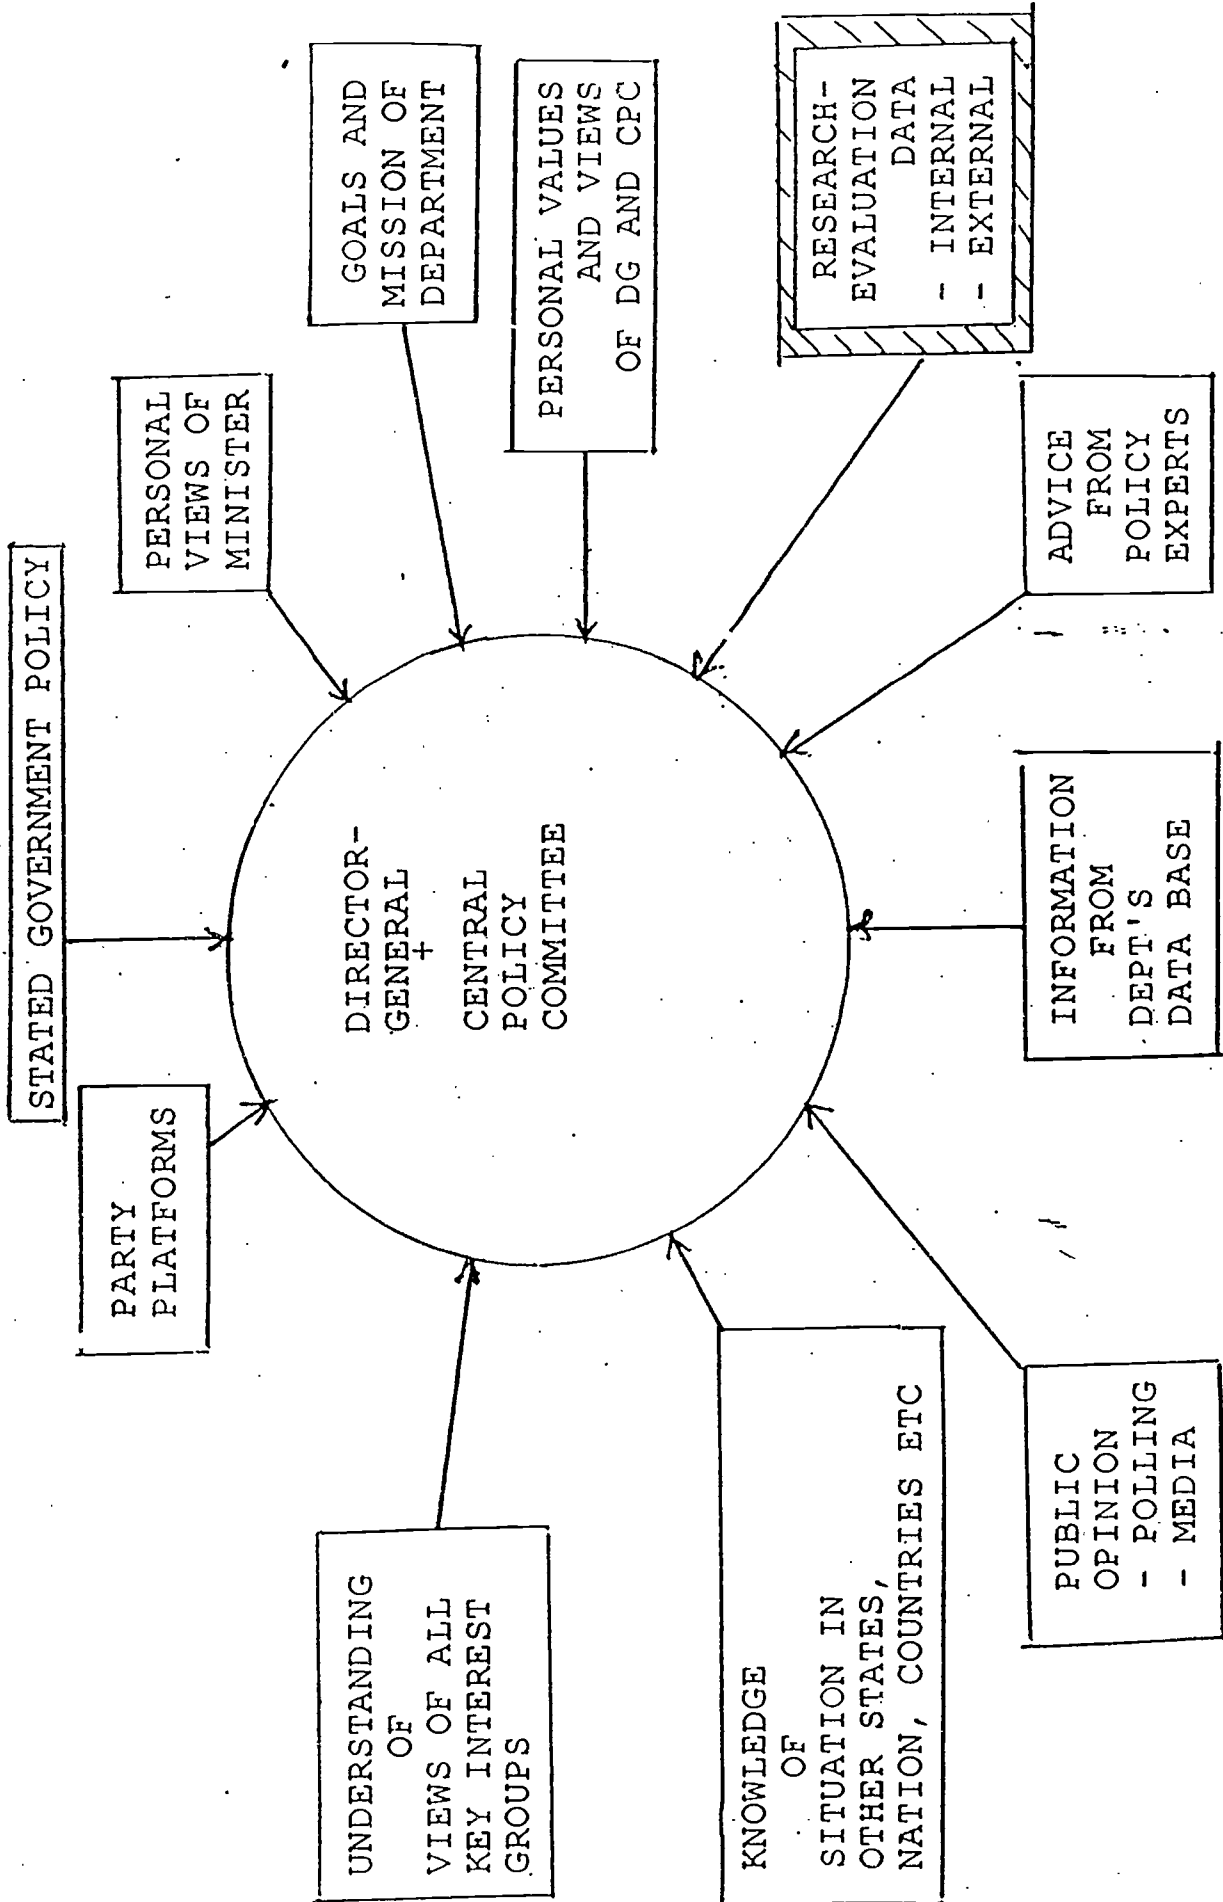 STATED GOVERNMENT POLICY
PARTY
PLATFORMS
PERSONAL
VIEWS OF
MINISTER
UNDERSTANDING
OF
VIEWS OF ALL
KEY INTEREST
GROUPS
DIRECTOR-
GENERAL
+
CENTRAL
POLICY
COMMITTEE
GOALS AND
MISSION OF
DEPARTMENT
PERSONAL VALUES
AND VIEWS
OF DG AND CPC
KNOWLEDGE
OF
SITUATION IN
OTHER STATES,
NATION, COUNTRIES ETC
RESEARCH-
EVALUATION
DATA
- INTERNAL
- EXTERNAL
PUBLIC
OPINION
- POLLING
- MEDIA
INFORMATION
FROM
DEPT'S
DATA BASE
ADVICE
FROM
POLICY
EXPERTS